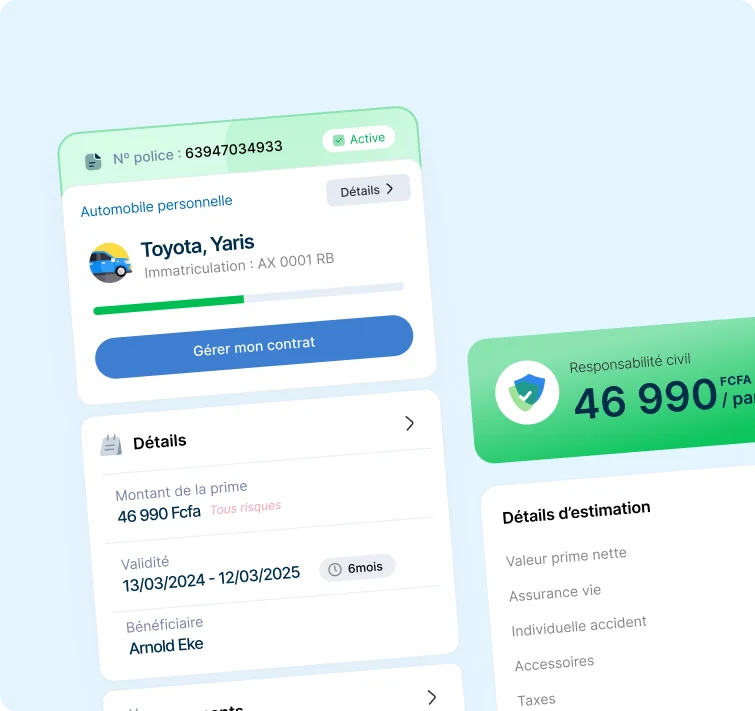 N° police : 63947034933
Active
Automobile personnelle
Détails
Toyota, Yaris
Immatriculation : AX 0001 RB
Gérer mon contrat
Détails
Montant de la prime
46 990 Fcfa Tous risques
Validité
13/03/2024 - 12/03/2025
6mois
Bénéficiaire
Arnold Eke
Responsabilité civil
46 990 FCFA
Détails d’estimation
Valeur prime nette
Assurance vie
Individuelle accident
Accessoires
Taxes